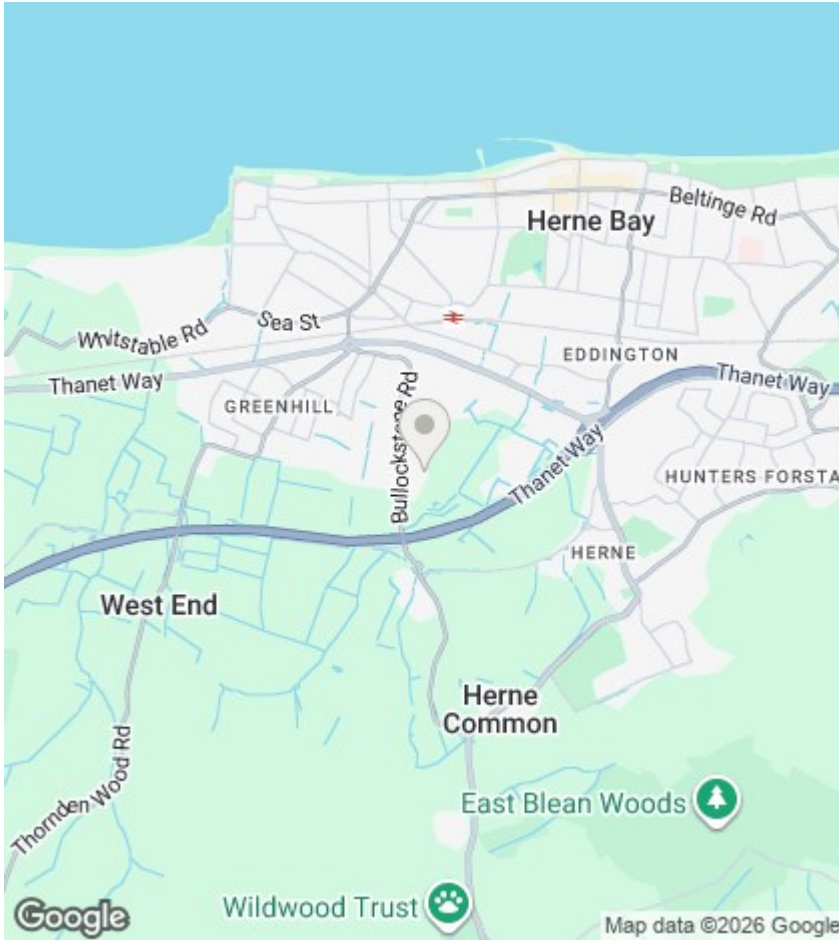 Beltinge Rd
Herne Bay
Sea St
Whitstable Rd
EDDINGTON
Thanet Way
Thanet Way
GREENHILL
Bullockstone Rd
Thanet Way
HUNTERS FORSTA
HERNE
West End
Herne
Common
Thornden Wood Rd
East Blean Woods
Wildwood Trust
Google
Map data ©2026 Google